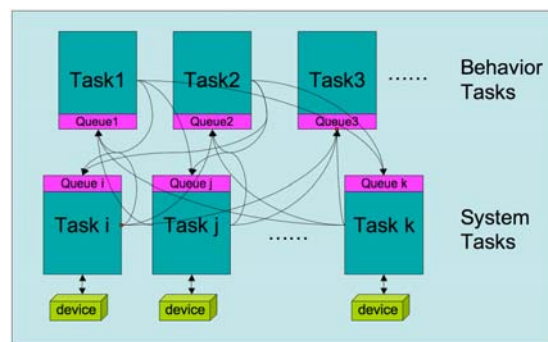 Task1
Task2
Task3
......
Behavior
Tasks
Queue1
Queue2
Queue3
Queue i
Queue j
Queue k
Task i
Task j
......
Task k
System
Tasks
device
device
device